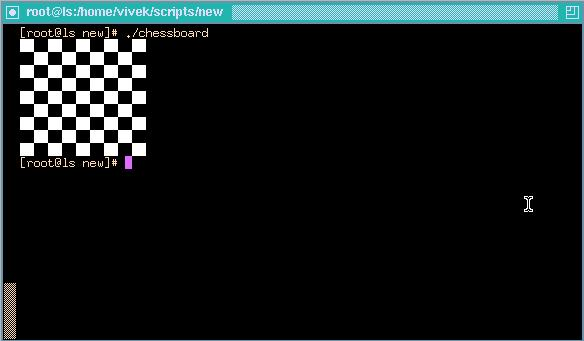 root@ls:/home/vivek/scripts/new
[root@ls new]# ./chessboard
[root@ls new]#